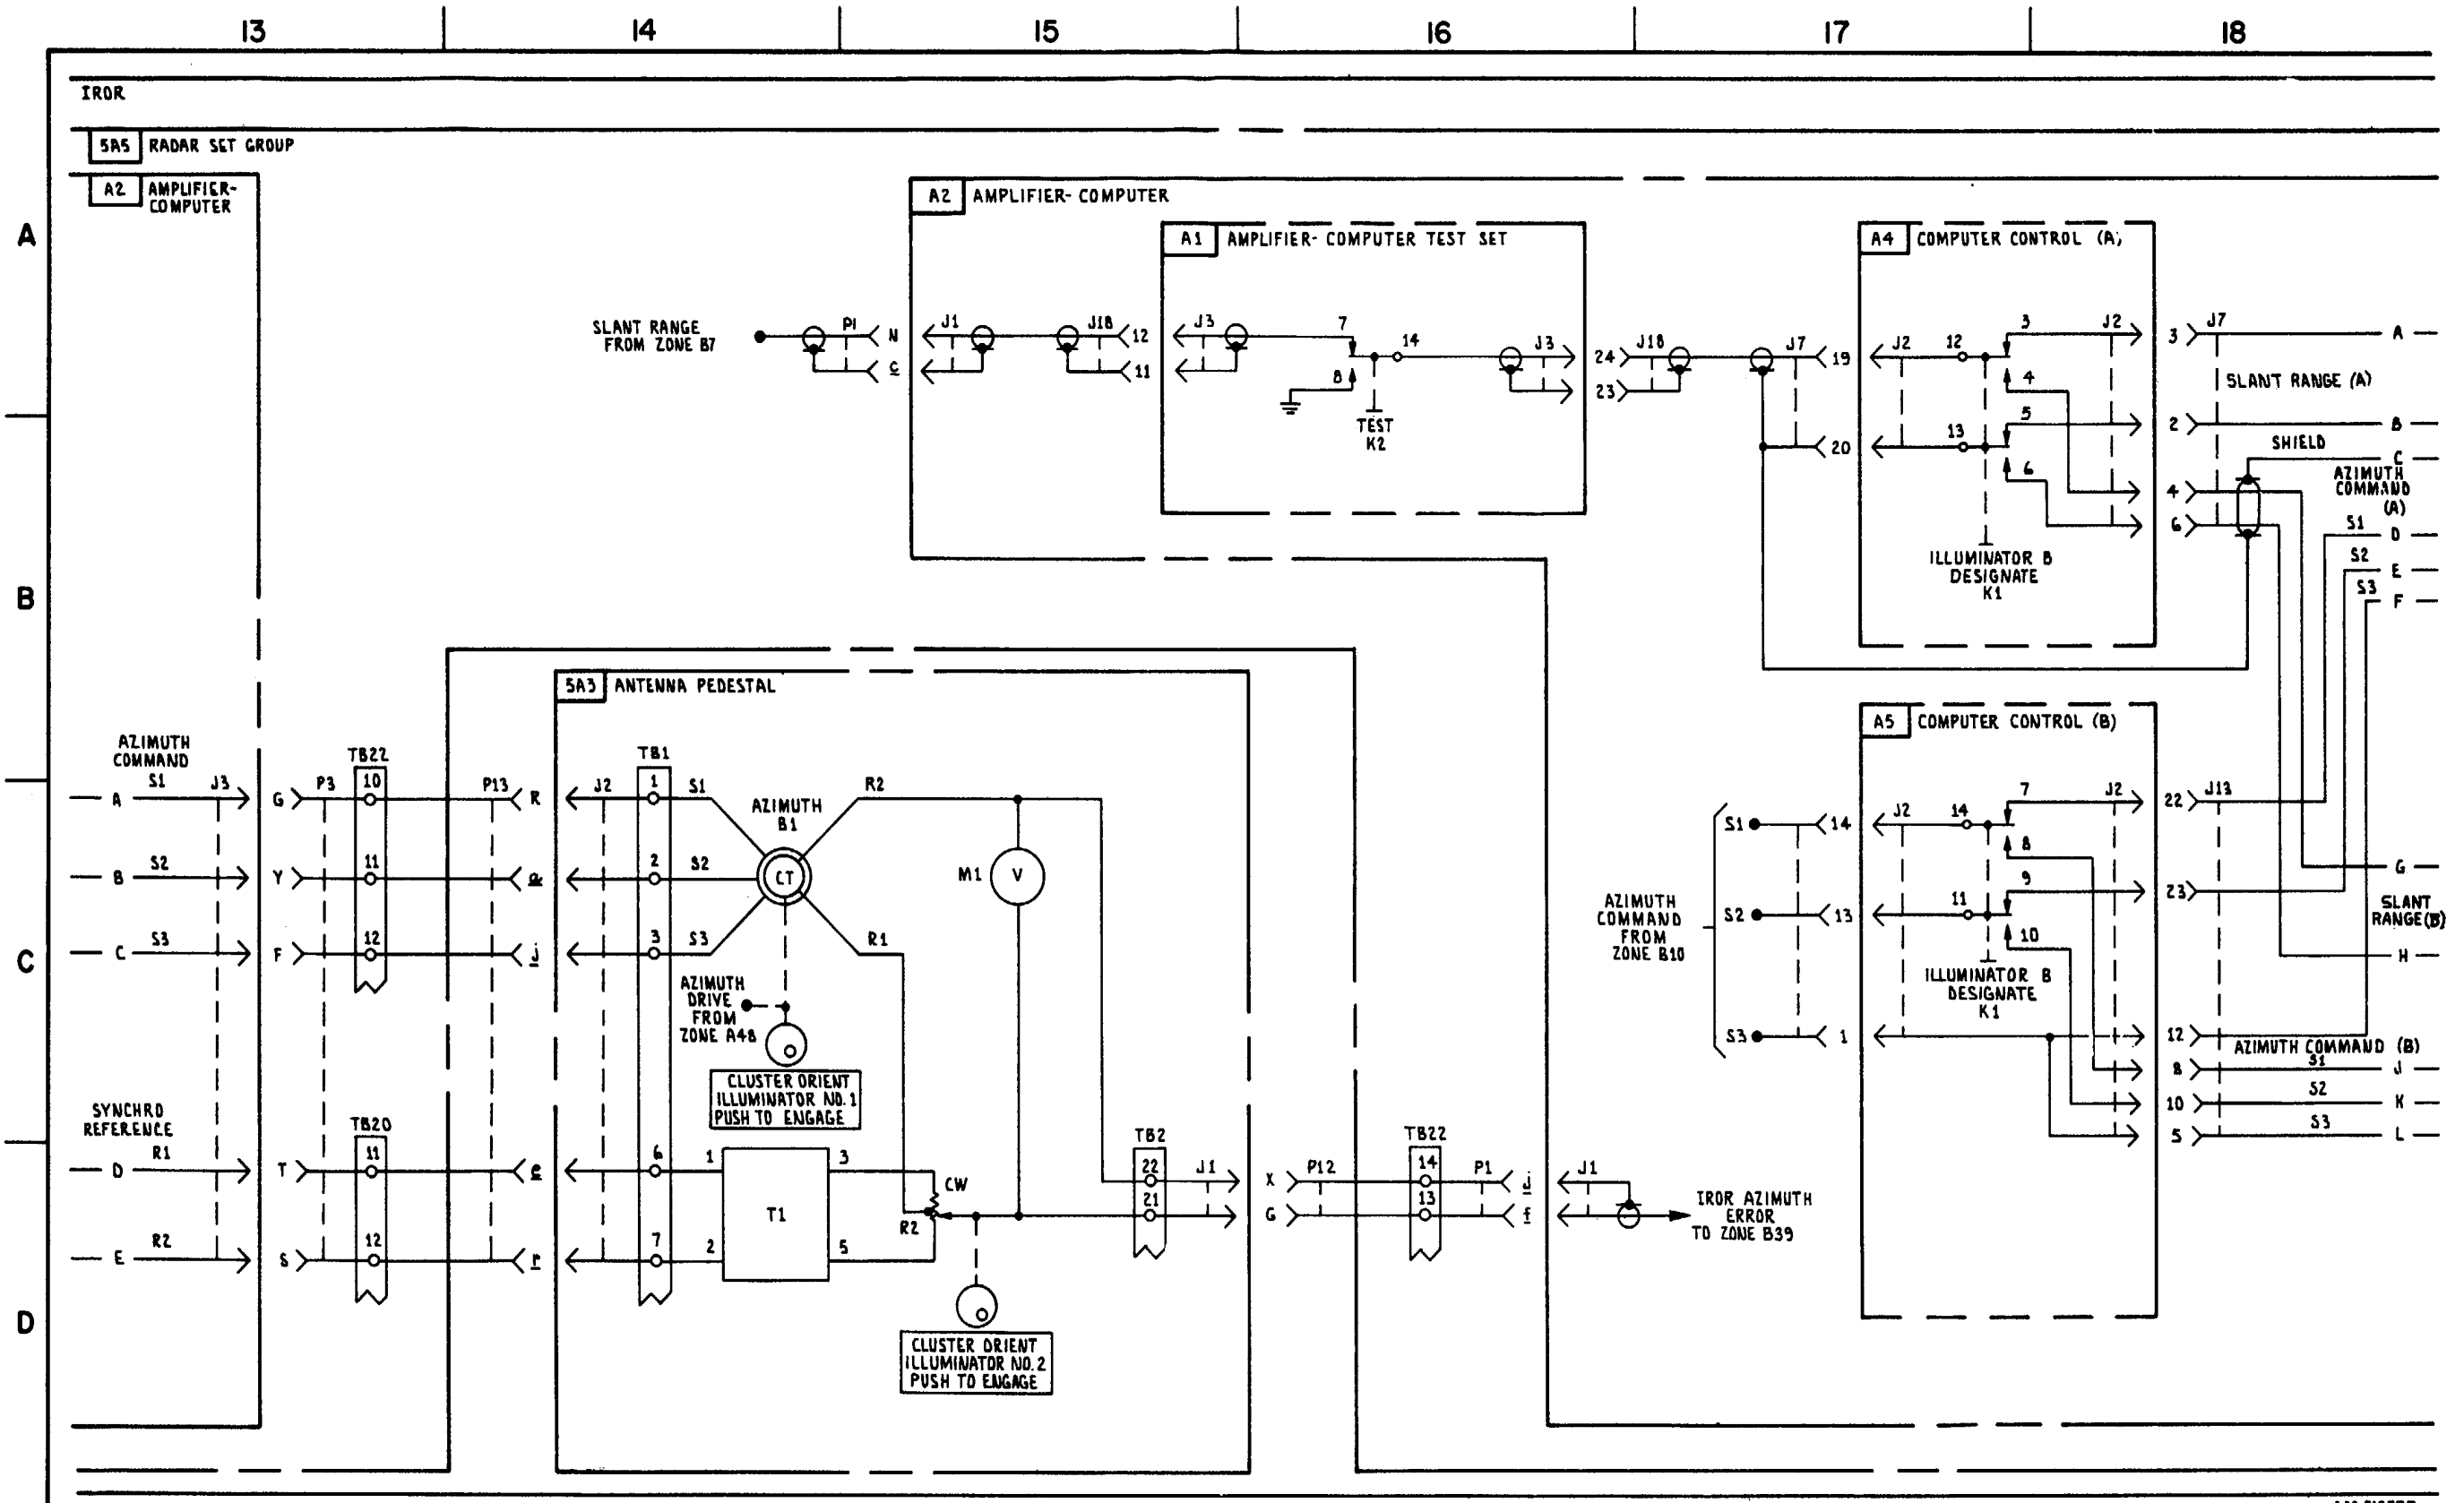 13 14 15 16 17 18
IROR
5A5 RADAR SET GROUP
A2 AMPLIFIER-
COMPUTER
A2 AMPLIFIER- COMPUTER
A1 AMPLIFIER- COMPUTER TEST SET
A4 COMPUTER CONTROL (A)
A
SLANT RANGE
FROM ZONE B7
P1 N J1 J18 12 J3 7 14 J3 24 J18 J7 19 J2 12 3 J2 3 J7 A
c 11 8 23 4
SLANT RANGE (A)
TEST
K2
5 2 B
20 13 SHIELD
6 C
4 AZIMUTH
COMMAND
(A)
6 S1 D
ILLUMINATOR B
DESIGNATE
K1
S2 E
S3 F
B
5A3 ANTENNA PEDESTAL
A5 COMPUTER CONTROL (B)
AZIMUTH
COMMAND
TB22 TB1
A S1 J3 G P3 10 P13 R J2 1 S1 R2
AZIMUTH
B1
B S2 Y 11 a 2 S2 CT M1 V
C S3 F 12 j 3 S3 R1
C
AZIMUTH
DRIVE
FROM
ZONE A48
CLUSTER ORIENT
ILLUMINATOR NO.1
PUSH TO ENGAGE
AZIMUTH
COMMAND
FROM
ZONE B10
S1 14 J2 14 7 J2 22 J13
8
G
S2 13 11 9 23
10
SLANT
RANGE(B)
H
ILLUMINATOR B
DESIGNATE
K1
S3 1 12
AZIMUTH COMMAND (B)
8 S1 J
10 S2 K
5 S3 L
SYNCHRO
REFERENCE
TB20 TB2 TB22
D R1 T 11 e 6 1 3 CW 22 J1 X P12 14 P1 j J1
T1 R2 21 G 13 f
IROR AZIMUTH
ERROR
TO ZONE B39
E R2 S 12 r 7 2 5
D
CLUSTER ORIENT
ILLUMINATOR NO.2
PUSH TO ENGAGE